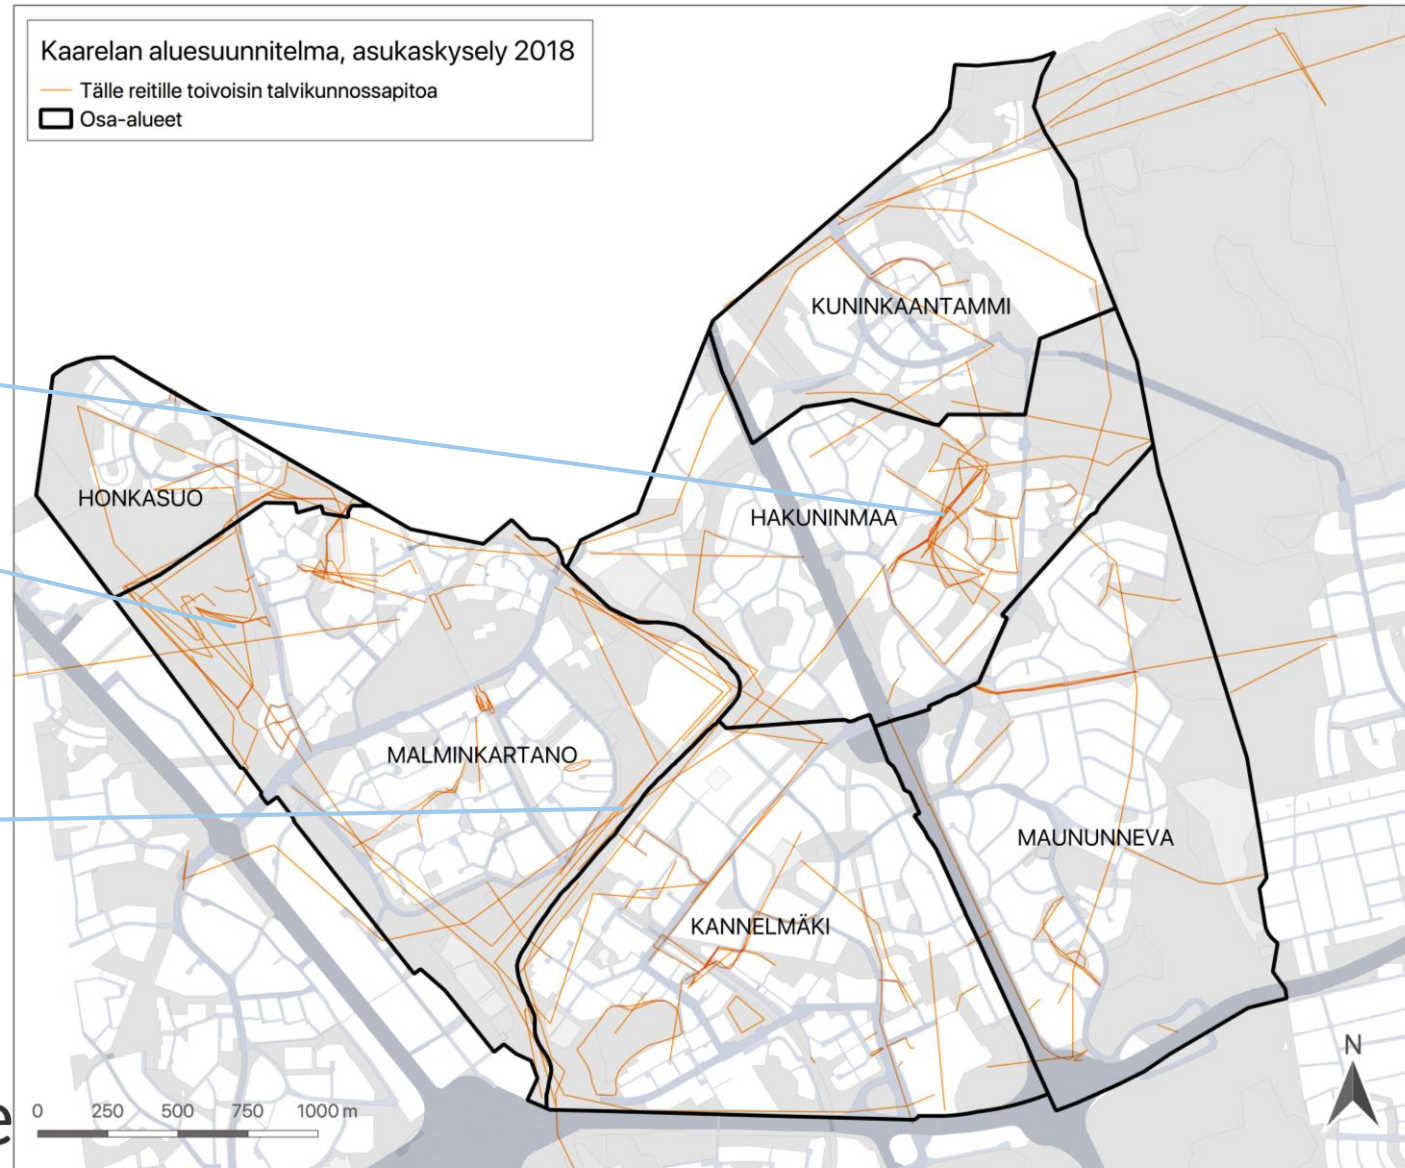 Kaarelan aluesuunnitelma, asukaskysely 2018
Tälle reitille toivoisin talvikunnossapitoa
Osa-alueet
KUNINKAANTAMMI
HONKASUO
HAKUNINMAA
MALMINKARTANO
MAUNUNNEVA
KANNELMÄKI
N
e
0 250 500 750 1000 m